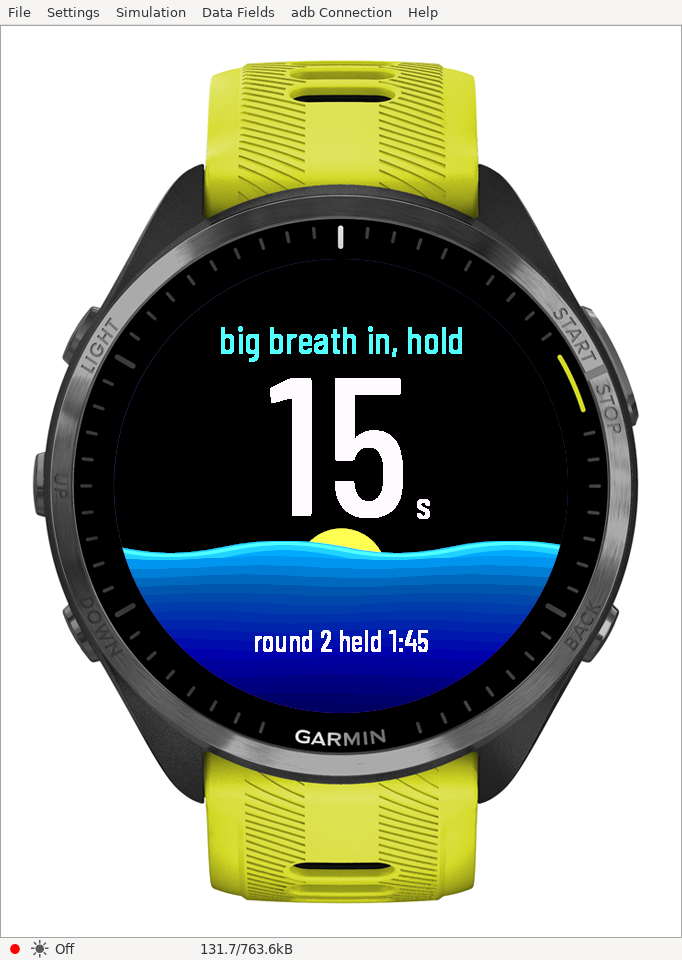 File Settings Simulation Data Fields adb Connection Help
LIGHT
START
STOP
UP
DOWN
BACK
big breath in, hold
15 s
round 2 held 1:45
GARMIN
Off 131.7/763.6kB